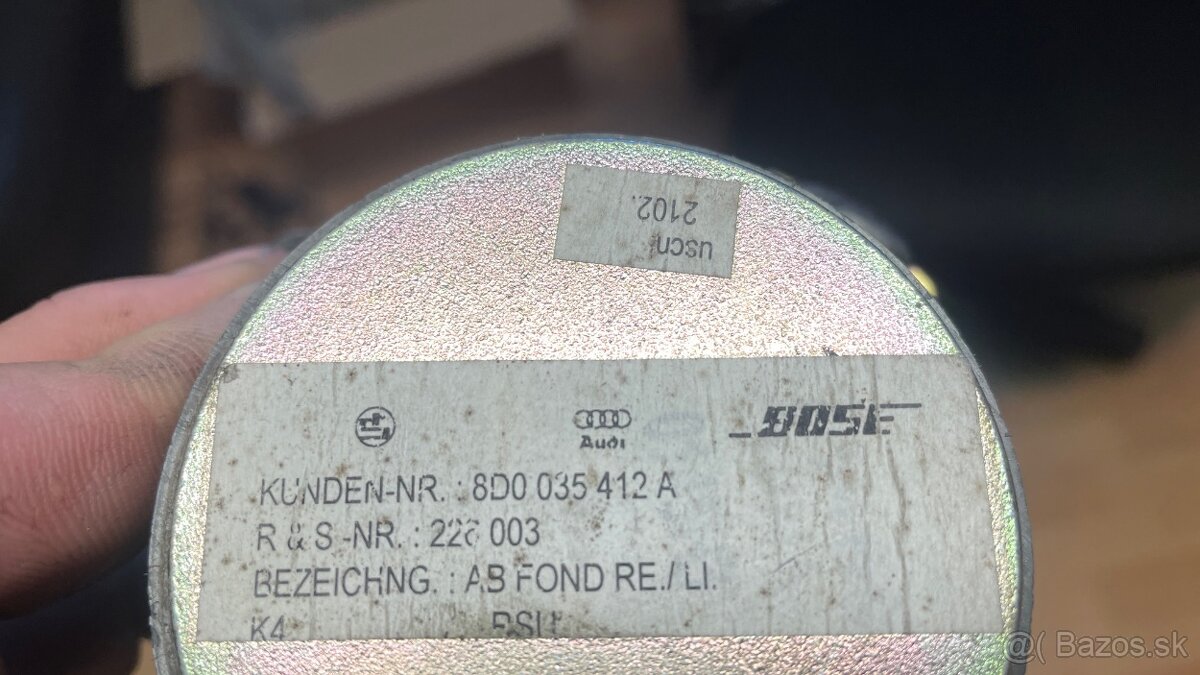 uscn
2102.
Audi
BOSE
KUNDEN-NR. : 8D0 035 412 A
R & S -NR. : 226 003
BEZEICHNG. : AB FOND RE./ LI.
K4
@( Bazos.sk